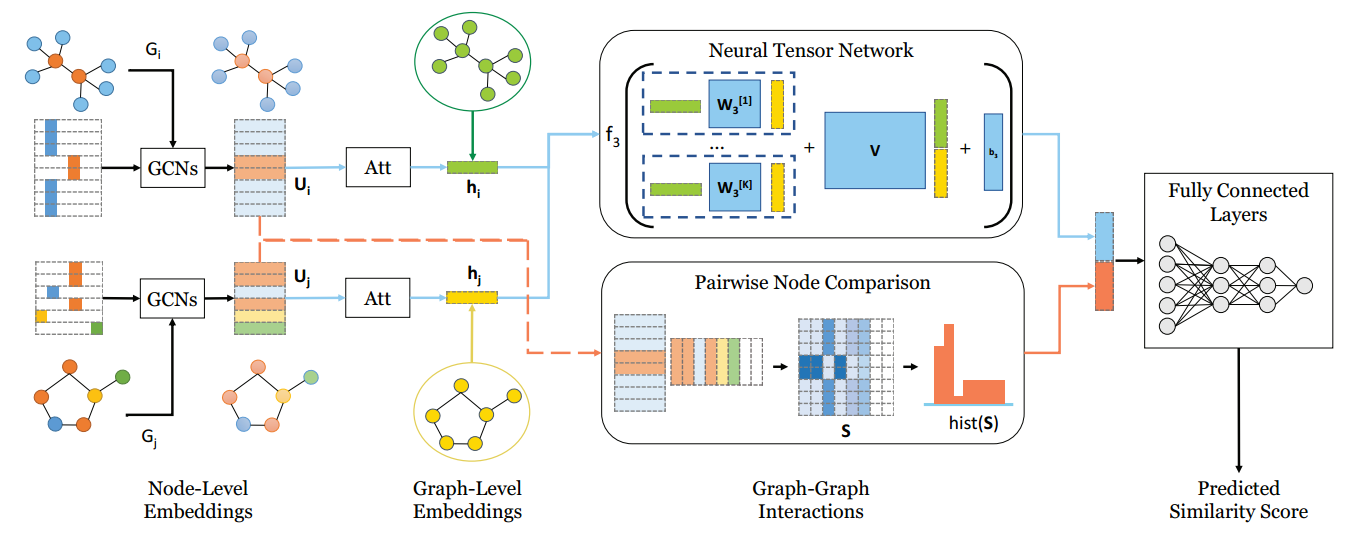 Neural Tensor Network
G_i
W_3^[1]
f_3
...
+
V
+
b_3
GCNs
Att
W_3^[K]
U_i
h_i
Fully Connected
Layers
U_j
h_j
Pairwise Node Comparison
GCNs
Att
S
hist(S)
G_j
Node-Level
Embeddings
Graph-Level
Embeddings
Graph-Graph
Interactions
Predicted
Similarity Score